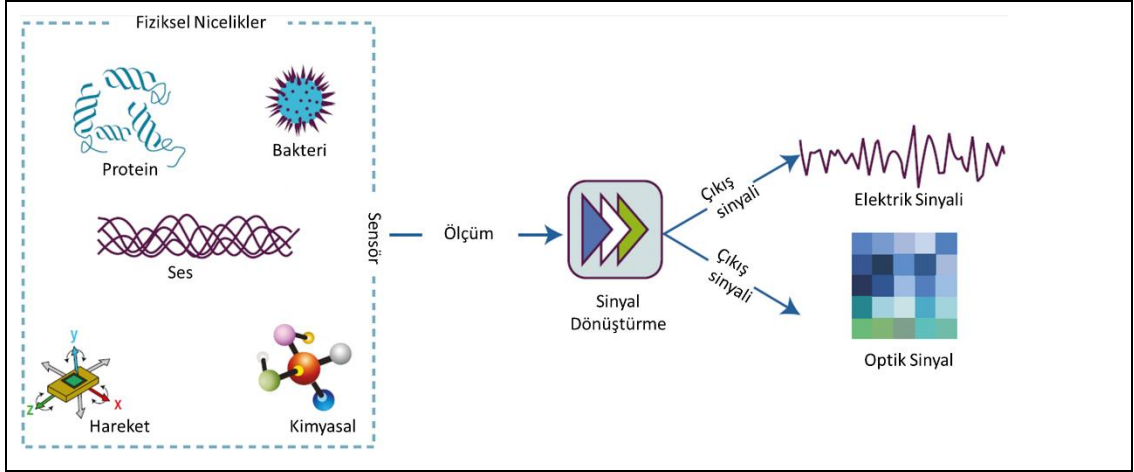 Fiziksel Nicelikler
Protein
Bakteri
Ses
y
z
x
Hareket
Kimyasal
Sensör
Ölçüm
Sinyal
Dönüştürme
Çıkış
sinyali
Elektrik Sinyali
Çıkış
sinyali
Optik Sinyal